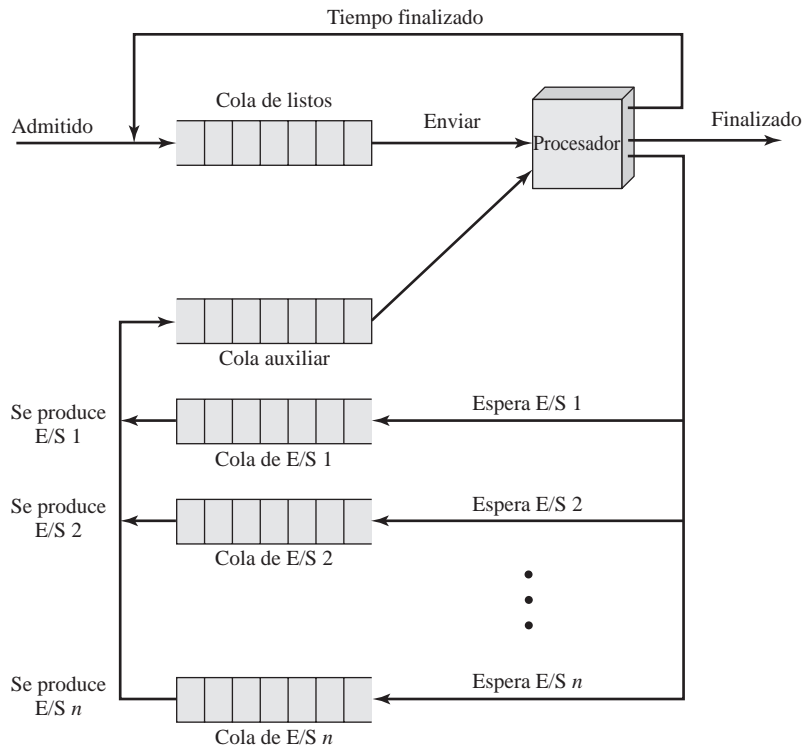 Tiempo finalizado
Cola de listos
Admitido
Enviar
Procesador
Finalizado
Cola auxiliar
Se produce
E/S 1
Espera E/S 1
Cola de E/S 1
Se produce
E/S 2
Espera E/S 2
Cola de E/S 2
Se produce
E/S n
Espera E/S n
Cola de E/S n